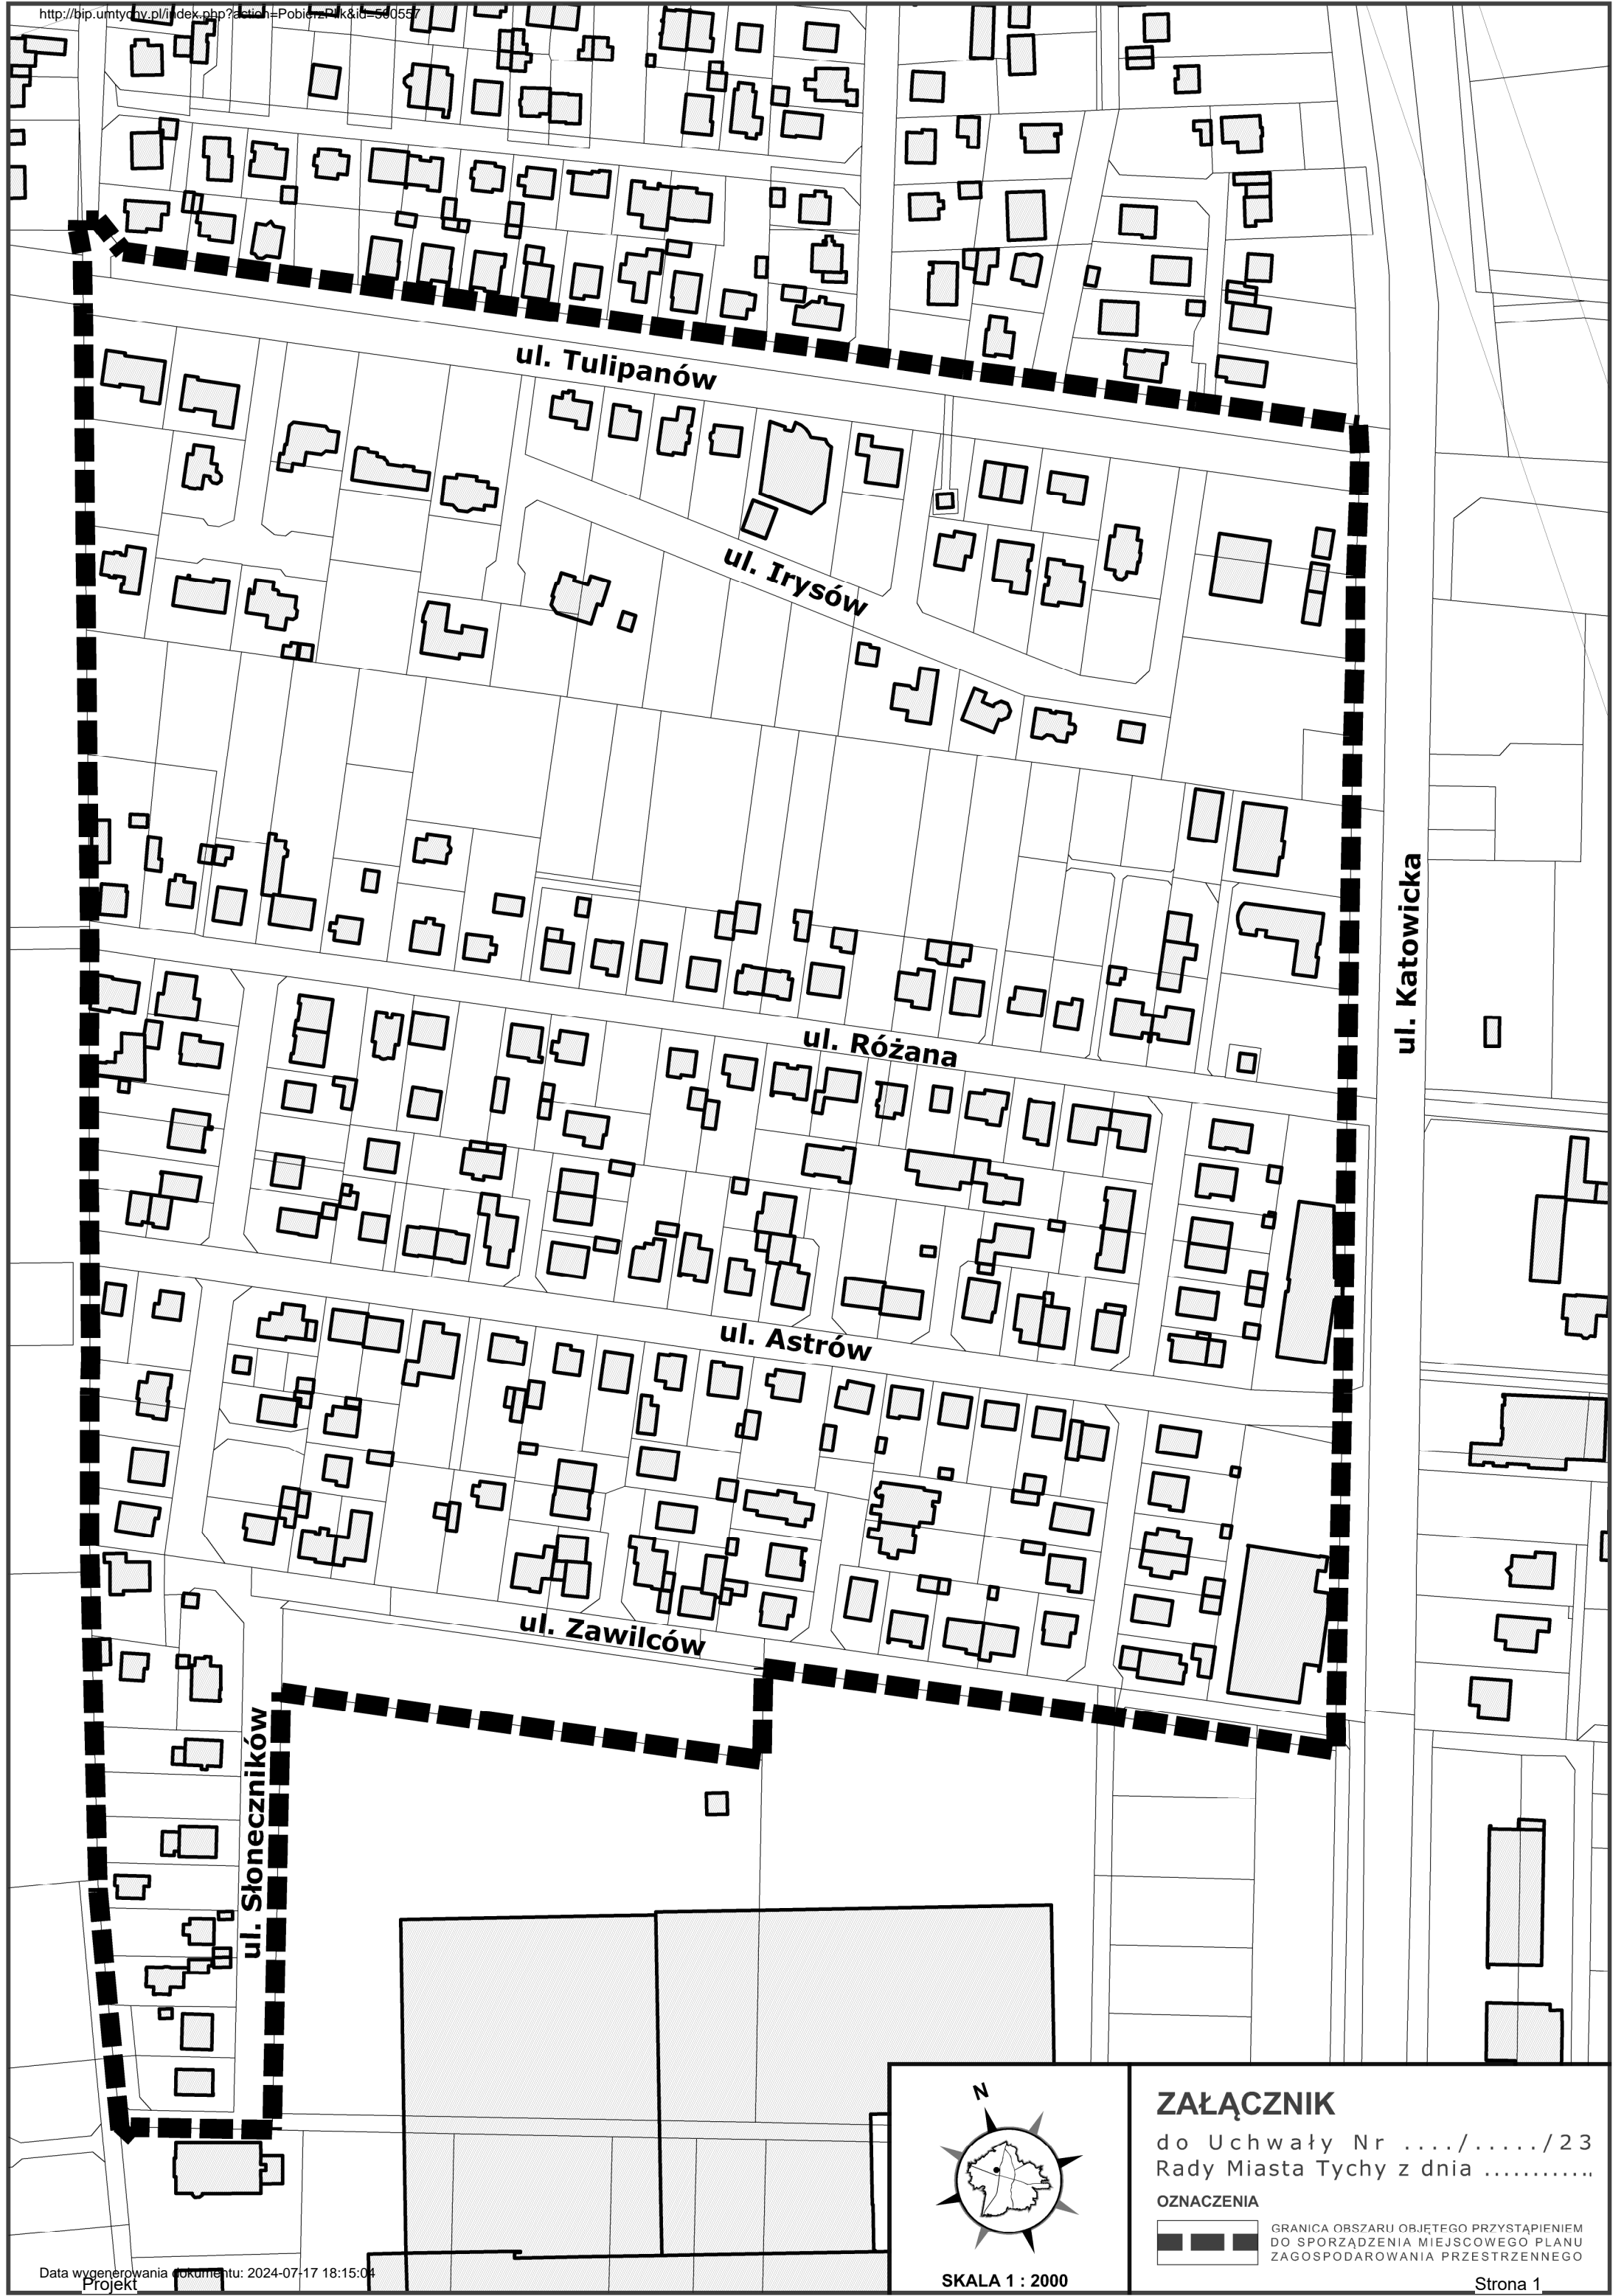 http://bip.umtychy.pl/index.php?action=PobierzPlik&id=560557
ul. Tulipanów
ul. Irysów
ul. Katowicka
ul. Różana
ul. Astrów
ul. Zawilców
ul. Słoneczników
N
SKALA 1 : 2000
ZAŁĄCZNIK
do Uchwały Nr ..../...../23
Rady Miasta Tychy z dnia ...........
OZNACZENIA
GRANICA OBSZARU OBJĘTEGO PRZYSTĄPIENIEM
DO SPORZĄDZENIA MIEJSCOWEGO PLANU
ZAGOSPODAROWANIA PRZESTRZENNEGO
Data wygenerowania dokumentu: 2024-07-17 18:15:04
Projekt
Strona 1